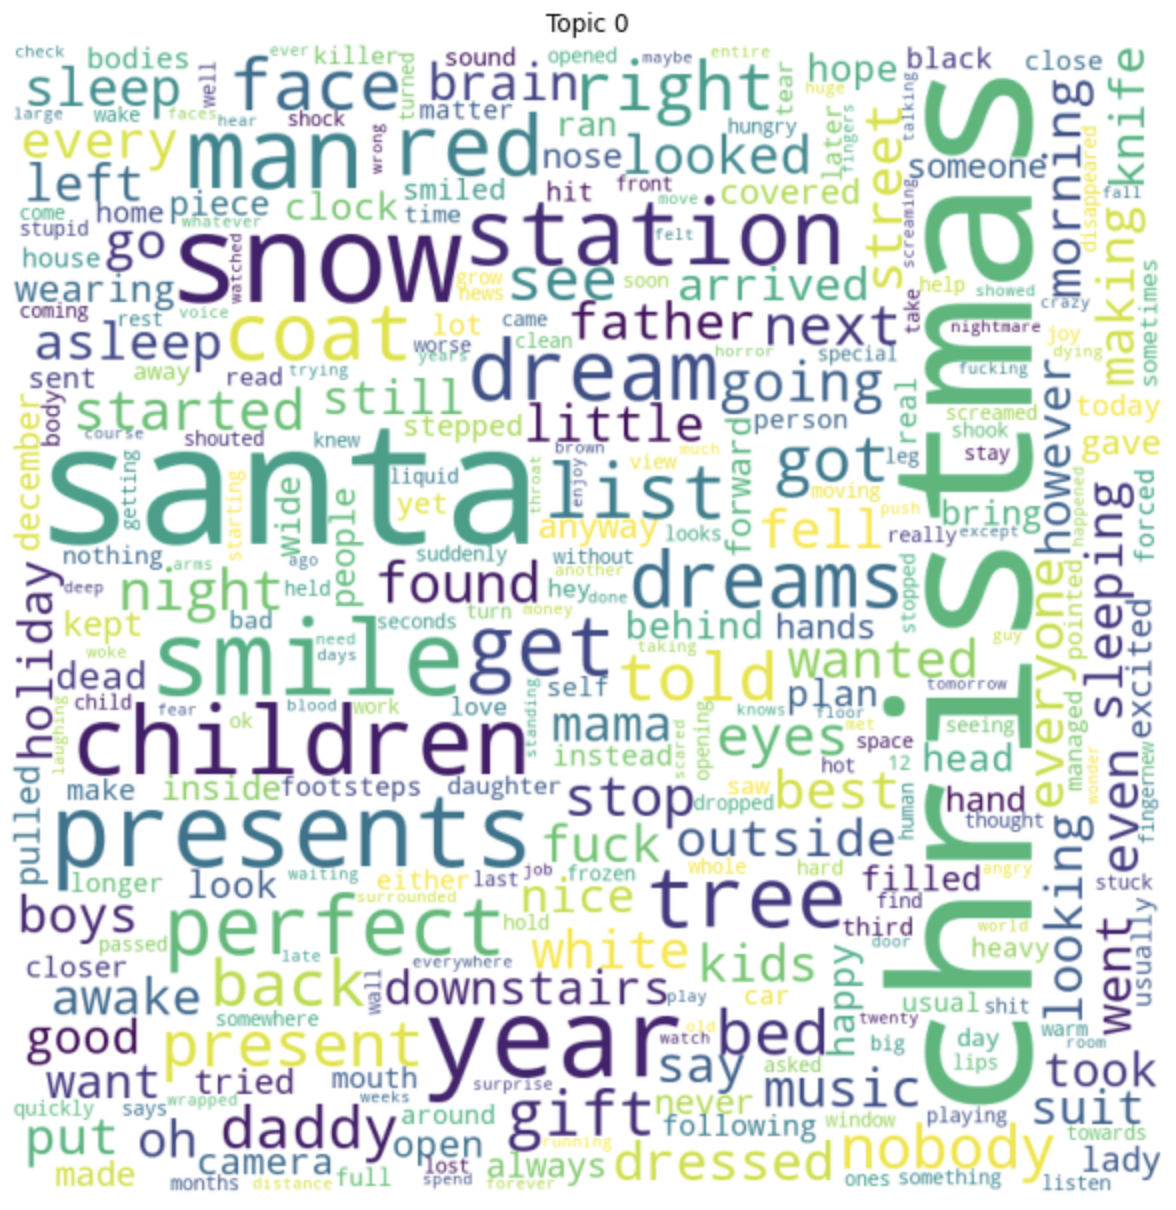 Topic 0
check bodies ever killer sound opened maybe entire black close
sleep well face turned brain right tear hope huge talking morning knife
large wake faces hear shock matter ran hungry later fingers street
every man wrong red nose looked someone disappeared
left piece smiled hit front move covered screaming fall
come home whatever clock time
stupid go watched snow station felt christmas making
house grow see soon arrived help showed sometimes
wearing voice news take crazy
coming rest coat lot came father next nightmare joy
asleep worse years clean horror special dying
sent away read trying dream going fucking
december body started still stepped little person real screamed today
course shouted knew forward shook however gave
santa liquid throat brown enjoy list view much got leg stay
getting starting wide people yet anyway looks moving fell push bring happened forced
nothing arms ago suddenly without really except
deep night held found another dreams stopped sleeping
holiday kept bad seconds turn money hey done behind hands everyone pointed
woke smile need days get taking wanted guy excited
dead self told plan tomorrow
child fear ok blood work love standing mama knows floor met seeing managed
laughing children instead scared opening eyes space head wonder
pulled make inside footsteps daughter stop hot 12 even fingernew
presents dropped saw best human hand thought
fuck outside looking
longer look waiting either last job frozen whole hard filled angry stuck
boys surrounded nice tree find
passed perfect hold white third world went usually
closer late everywhere kids door heavy
awake back wall downstairs play car happy usual shit
good somewhere present year old watch bed twenty day warm room
want tried mouth surprise say asked big lips took
quickly says wrapped weeks gift never music playing suit
put oh daddy around following window towards
camera open running nobody lady
made months distance full lost spend always forever dressed ones something listen